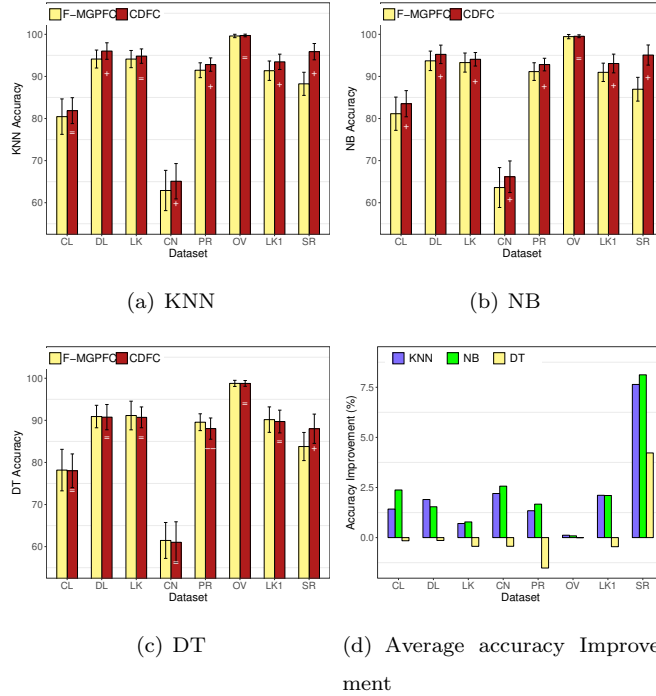 F−MGPFC CDFC
100
90
80
70
60
KNN Accuracy
= + = + + = + +
CL DL LK CN PR OV LK1 SR
Dataset
(a) KNN
F−MGPFC CDFC
100
90
80
70
60
NB Accuracy
+ + + + + = + +
CL DL LK CN PR OV LK1 SR
Dataset
(b) NB
F−MGPFC CDFC
100
90
80
70
60
DT Accuracy
= = = = — = = +
CL DL LK CN PR OV LK1 SR
Dataset
(c) DT
KNN NB DT
7.5
5.0
2.5
0.0
Accuracy Improvement (%)
CL DL LK CN PR OV LK1 SR
Dataset
(d) Average accuracy Improve
ment